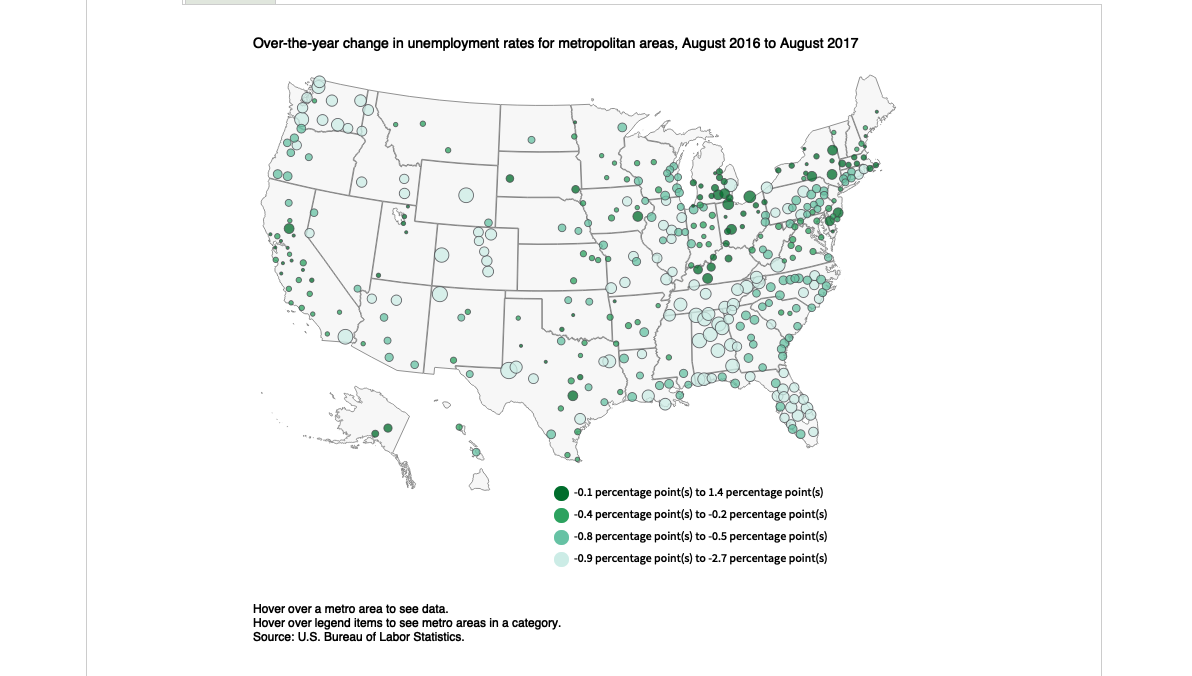 Over-the-year change in unemployment rates for metropolitan areas, August 2016 to August 2017
-0.1 percentage point(s) to 1.4 percentage point(s)
-0.4 percentage point(s) to -0.2 percentage point(s)
-0.8 percentage point(s) to -0.5 percentage point(s)
-0.9 percentage point(s) to -2.7 percentage point(s)
Hover over a metro area to see data.
Hover over legend items to see metro areas in a category.
Source: U.S. Bureau of Labor Statistics.